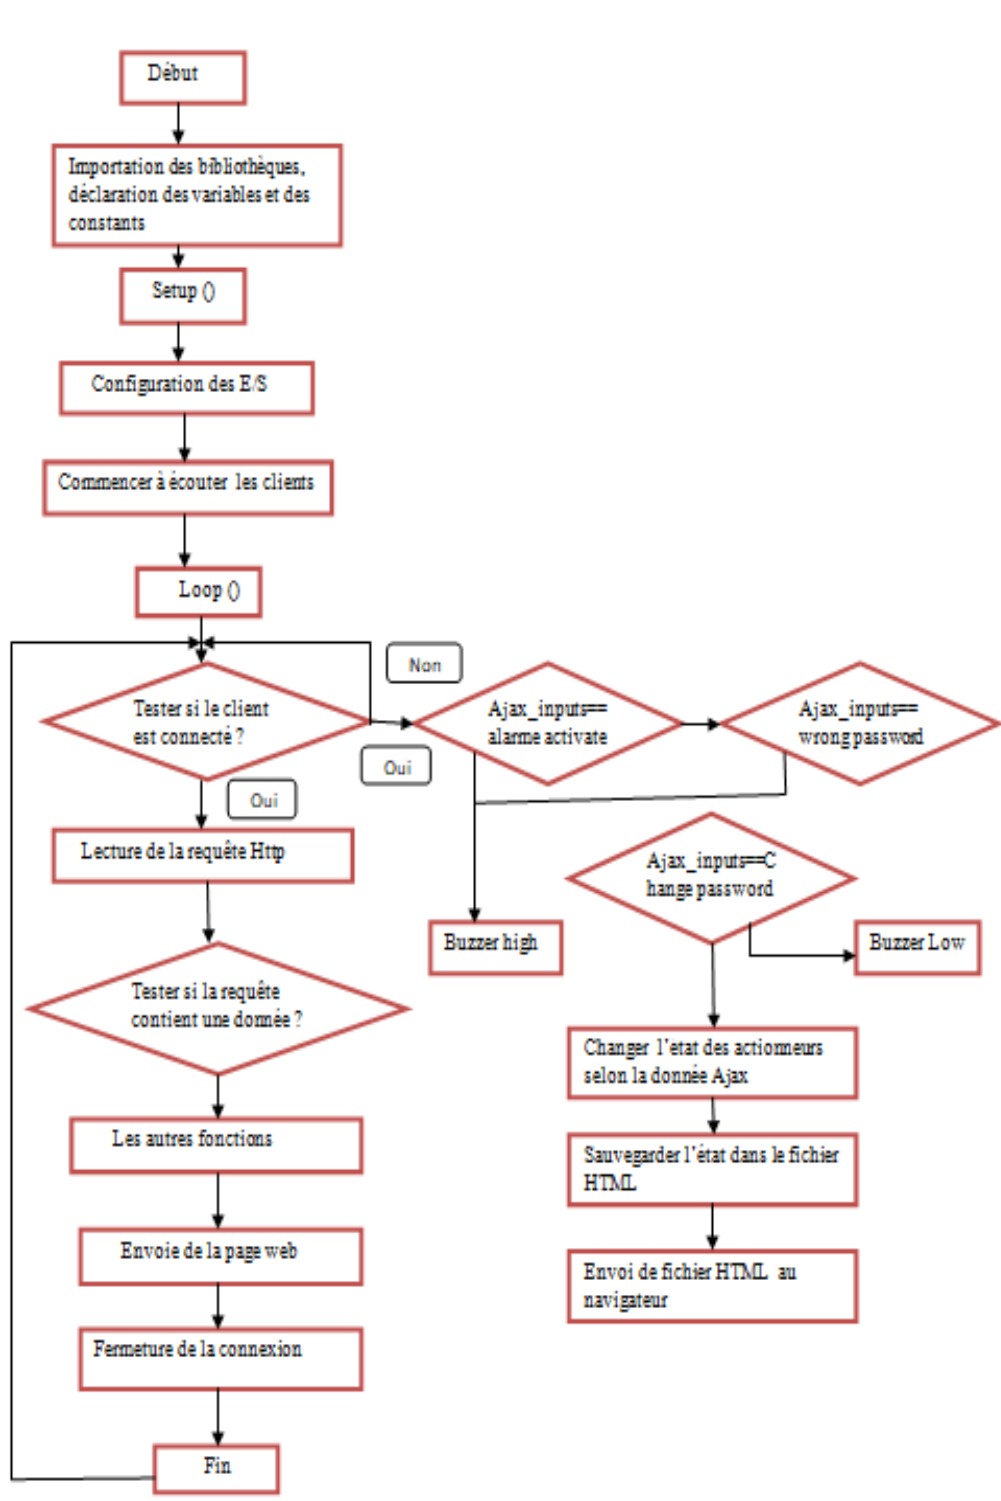 Début
Importation des bibliothèques,
déclaration des variables et des
constants
Setup ()
Configuration des E/S
Commencer à écouter les clients
Loop ()
Non
Tester si le client
est connecté ?
Ajax_inputs==
alarme activate
Ajax_inputs==
wrong password
Oui
Oui
Lecture de la requête Http
Ajax_inputs==C
hange password
Buzzer high
Buzzer Low
Tester si la requête
contient une donnée ?
Changer l'etat des actionneurs
selon la donnée Ajax
Les autres fonctions
Sauvegarder l'état dans le fichier
HTML
Envoie de la page web
Envoi de fichier HTML au
navigateur
Fermeture de la connexion
Fin